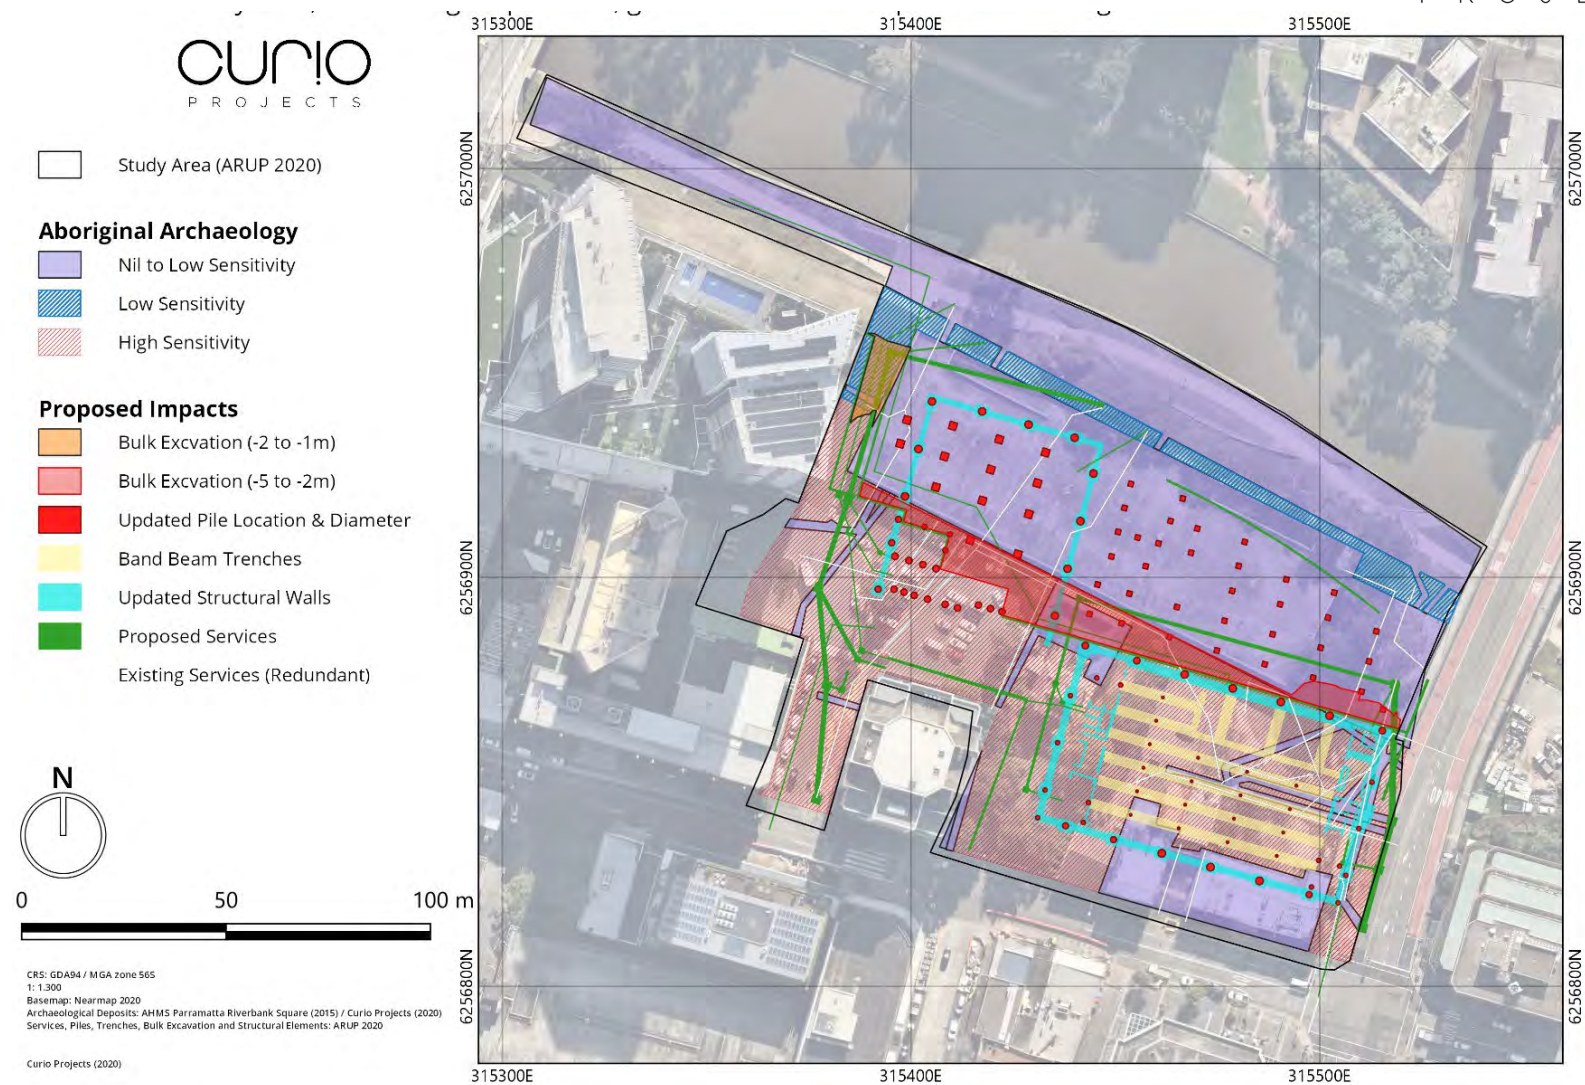 CURIO
PROJECTS
Study Area (ARUP 2020)
Aboriginal Archaeology
Nil to Low Sensitivity
Low Sensitivity
High Sensitivity
Proposed Impacts
Bulk Excvation (-2 to -1m)
Bulk Excvation (-5 to -2m)
Updated Pile Location & Diameter
Band Beam Trenches
Updated Structural Walls
Proposed Services
Existing Services (Redundant)
N
0 50 100 m
CRS: GDA94 / MGA zone 56S
1: 1.300
Basemap: Nearmap 2020
Archaeological Deposits: AHMS Parramatta Riverbank Square (2015) / Curio Projects (2020)
Services, Piles, Trenches, Bulk Excavation and Structural Elements: ARUP 2020
Curio Projects (2020)
315300E 315400E 315500E
6257000N 6257000N
6256900N 6256900N
6256800N 6256800N
315300E 315400E 315500E